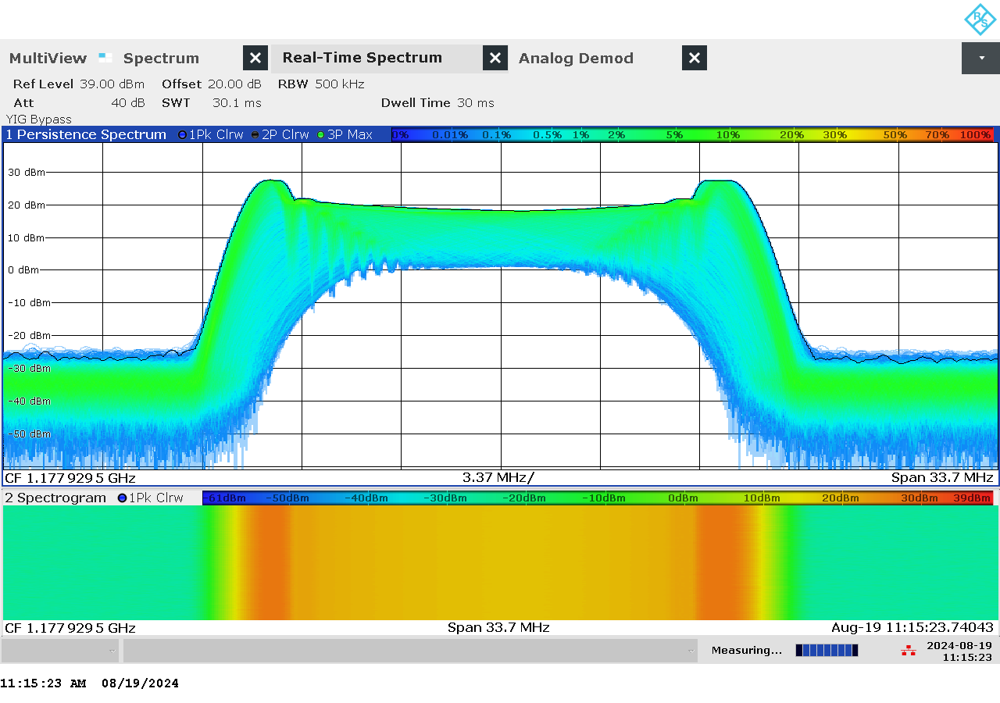 R S
MultiView Spectrum Real-Time Spectrum Analog Demod
Ref Level 39.00 dBm Offset 20.00 dB RBW 500 kHz
Att 40 dB SWT 30.1 ms Dwell Time 30 ms
YIG Bypass
1 Persistence Spectrum 1Pk Clrw 2P Clrw 3P Max 0% 0.01% 0.1% 0.5% 1% 2% 5% 10% 20% 30% 50% 70% 100%
30 dBm
20 dBm
10 dBm
0 dBm
-10 dBm
-20 dBm
-30 dBm
-40 dBm
-50 dBm
CF 1.177 929 5 GHz 3.37 MHz/ Span 33.7 MHz
2 Spectrogram 1Pk Clrw -61dBm -50dBm -40dBm -30dBm -20dBm -10dBm 0dBm 10dBm 20dBm 30dBm 39dBm
CF 1.177 929 5 GHz Span 33.7 MHz Aug-19 11:15:23.74043
Measuring... 2024-08-19
11:15:23
11:15:23 AM 08/19/2024